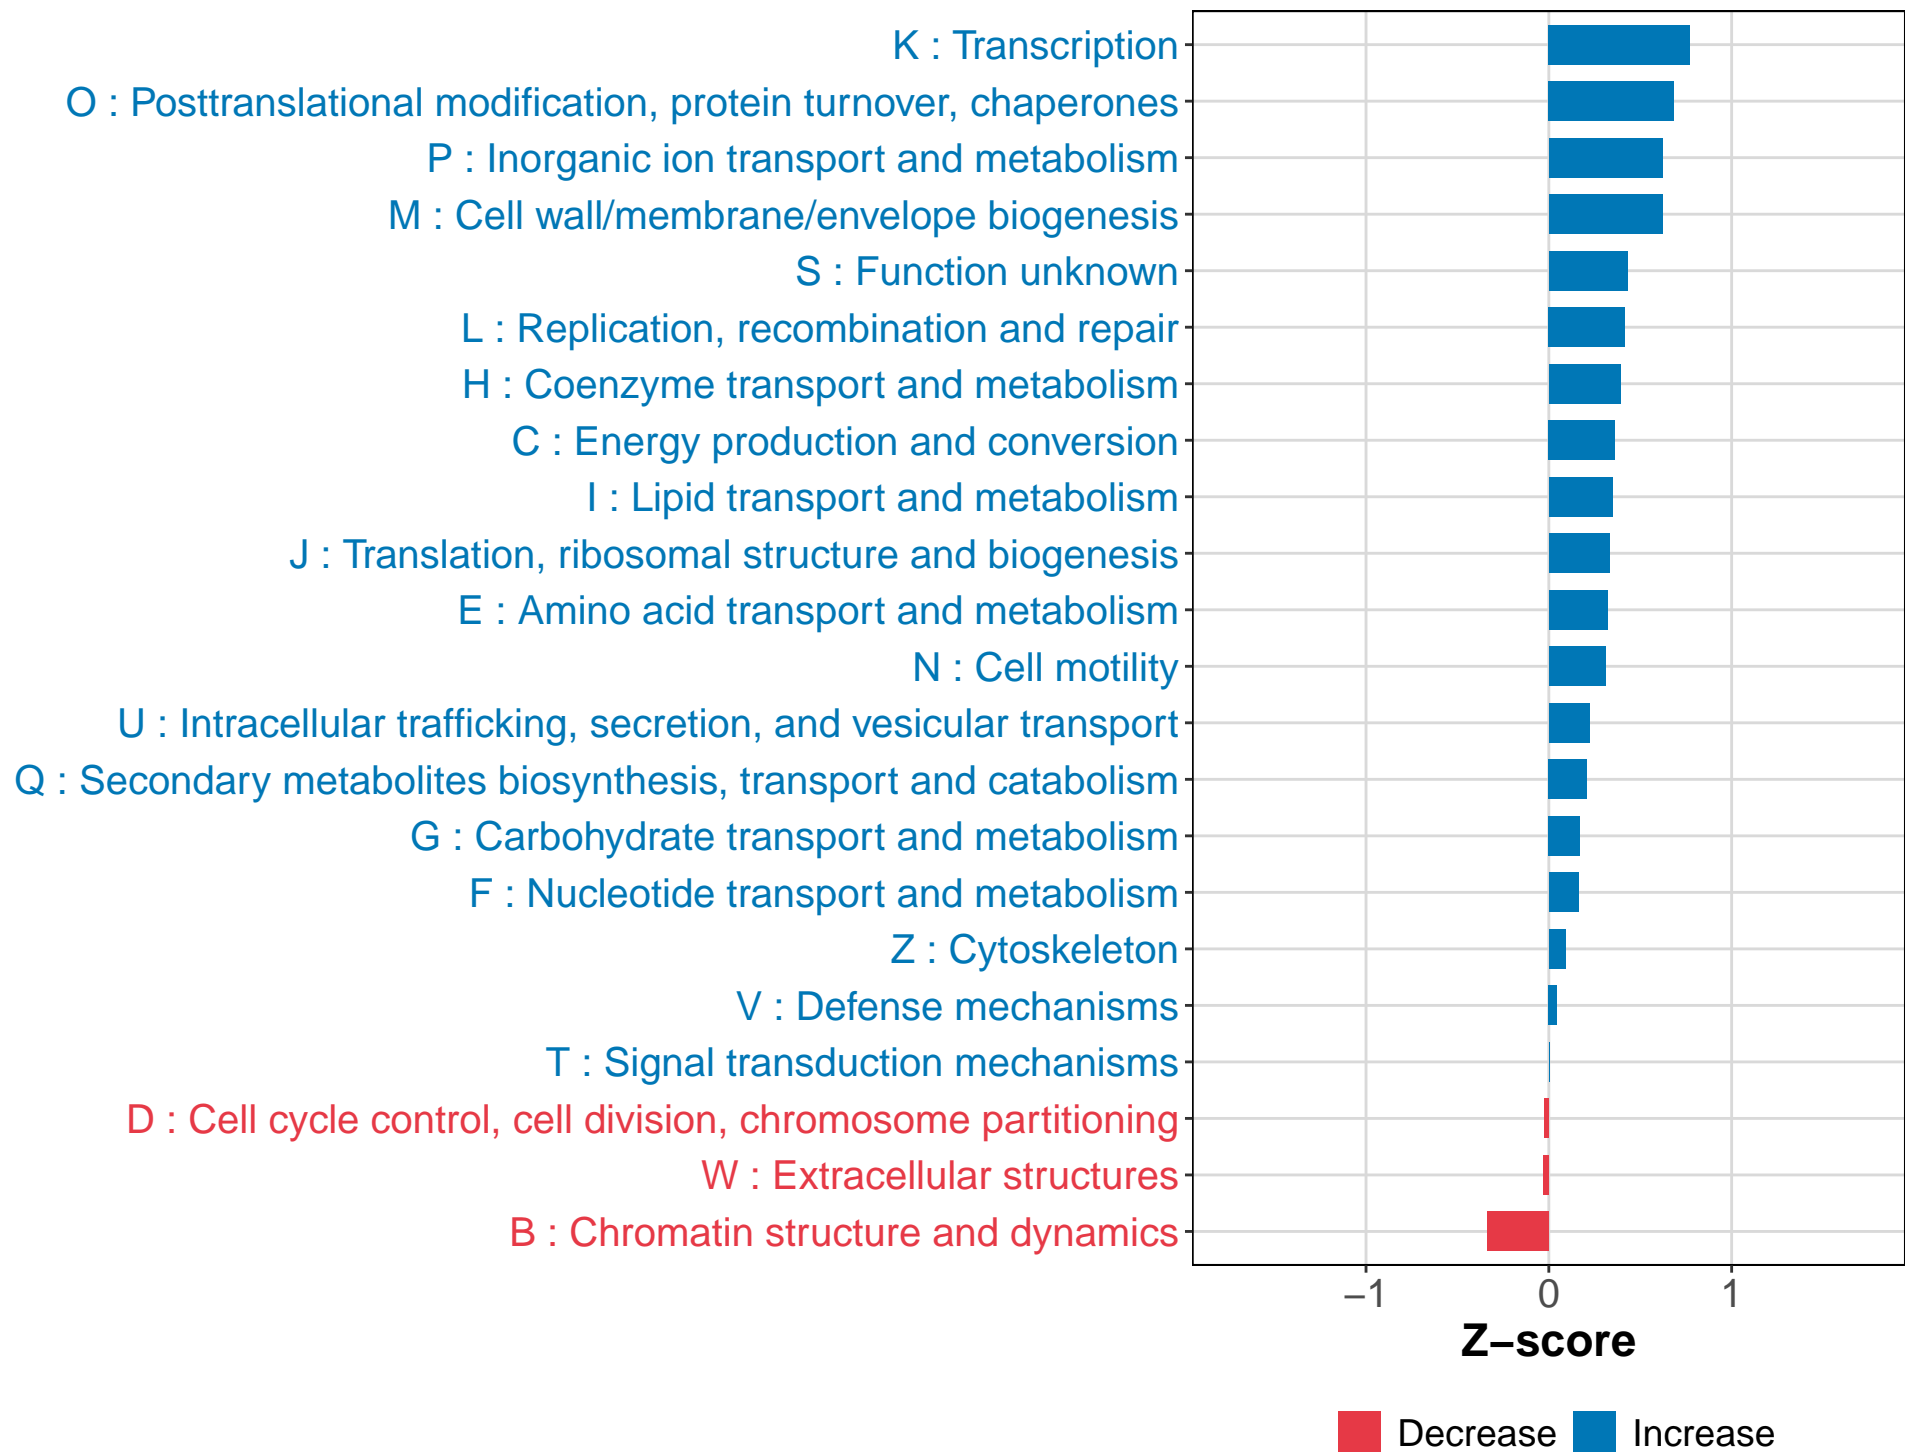 K : Transcription
O : Posttranslational modification, protein turnover, chaperones
P : Inorganic ion transport and metabolism
M : Cell wall/membrane/envelope biogenesis
S : Function unknown
L : Replication, recombination and repair
H : Coenzyme transport and metabolism
C : Energy production and conversion
I : Lipid transport and metabolism
J : Translation, ribosomal structure and biogenesis
E : Amino acid transport and metabolism
N : Cell motility
U : Intracellular trafficking, secretion, and vesicular transport
Q : Secondary metabolites biosynthesis, transport and catabolism
G : Carbohydrate transport and metabolism
F : Nucleotide transport and metabolism
Z : Cytoskeleton
V : Defense mechanisms
T : Signal transduction mechanisms
D : Cell cycle control, cell division, chromosome partitioning
W : Extracellular structures
B : Chromatin structure and dynamics
−1 0 1
Z−score
Decrease Increase